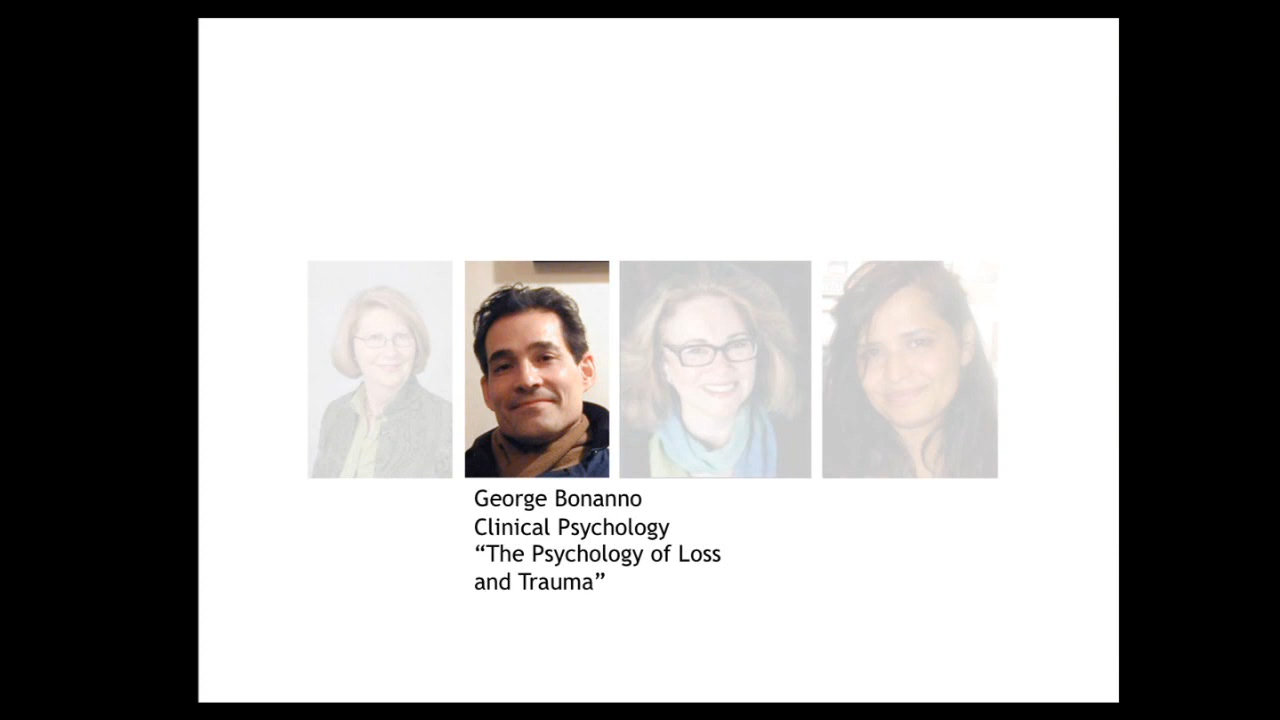 George Bonanno
Clinical Psychology
“The Psychology of Loss
and Trauma”